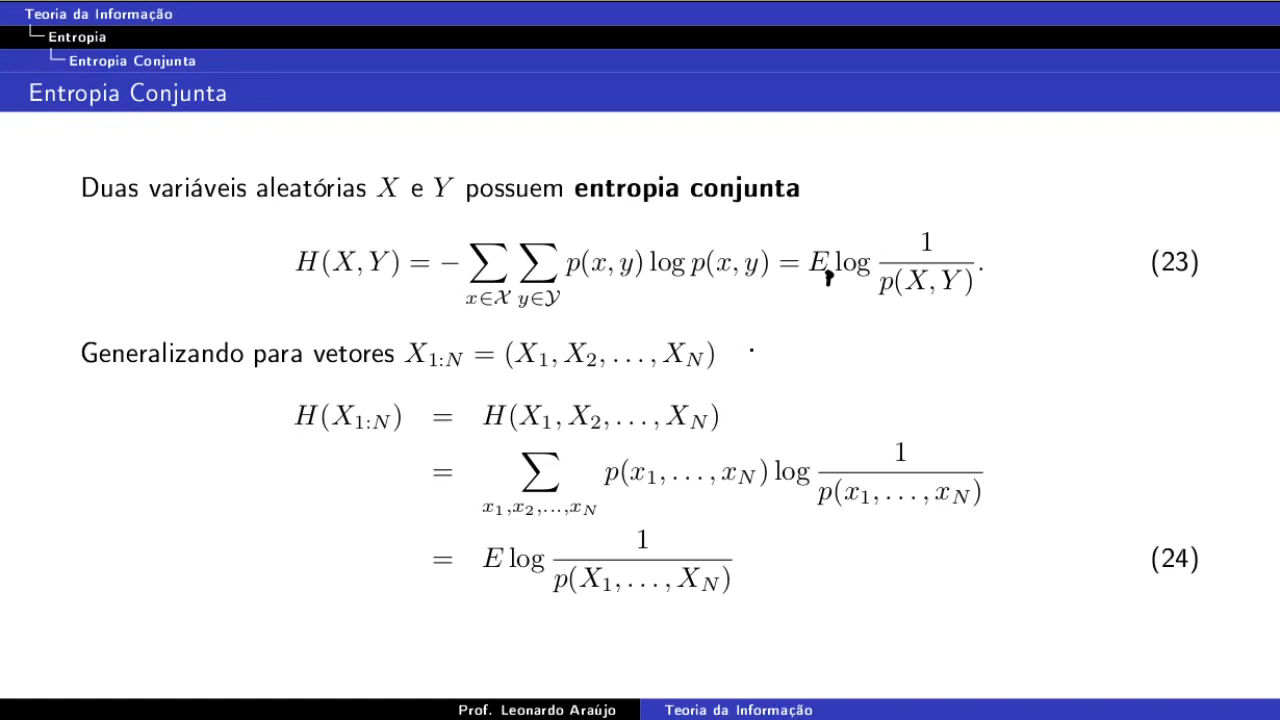 Teoria da Informação
Entropia
Entropia Conjunta
Entropia Conjunta
Duas variáveis aleatórias X e Y possuem entropia conjunta
H(X, Y) = − ∑_{x∈𝒳} ∑_{y∈𝒴} p(x, y) log p(x, y) = E_p log 1/p(X, Y). (23)
Generalizando para vetores X_{1:N} = (X_1, X_2, . . . , X_N) .
H(X_{1:N}) = H(X_1, X_2, . . . , X_N)
= ∑_{x_1,x_2,...,x_N} p(x_1, . . . , x_N) log 1/p(x_1, . . . , x_N)
= E log 1/p(X_1, . . . , X_N) (24)
Prof. Leonardo Araújo Teoria da Informação